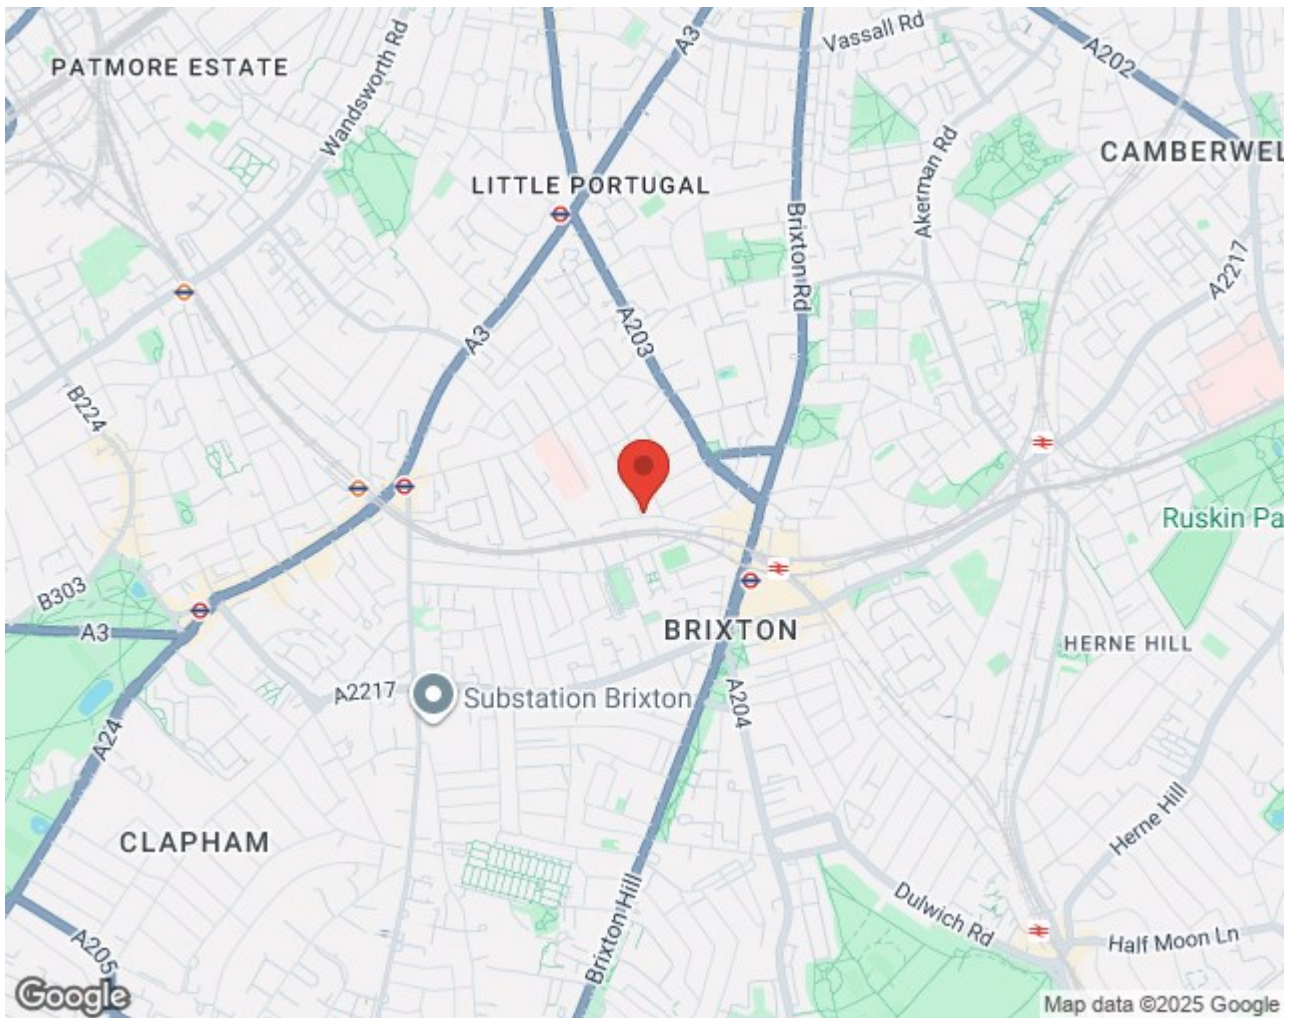 PATMORE ESTATE
Wandsworth Rd
A3
Vassall Rd
A202
CAMBERWEL
LITTLE PORTUGAL
Akerman Rd
Brixton Rd
A2217
A3
A203
B224
Ruskin Pa
B303
A3
BRIXTON
HERNE HILL
A2217
Substation Brixton
A204
A24
CLAPHAM
Herne Hill
Brixton Hill
Dulwich Rd
Half Moon Ln
A205
Google
Map data ©2025 Google